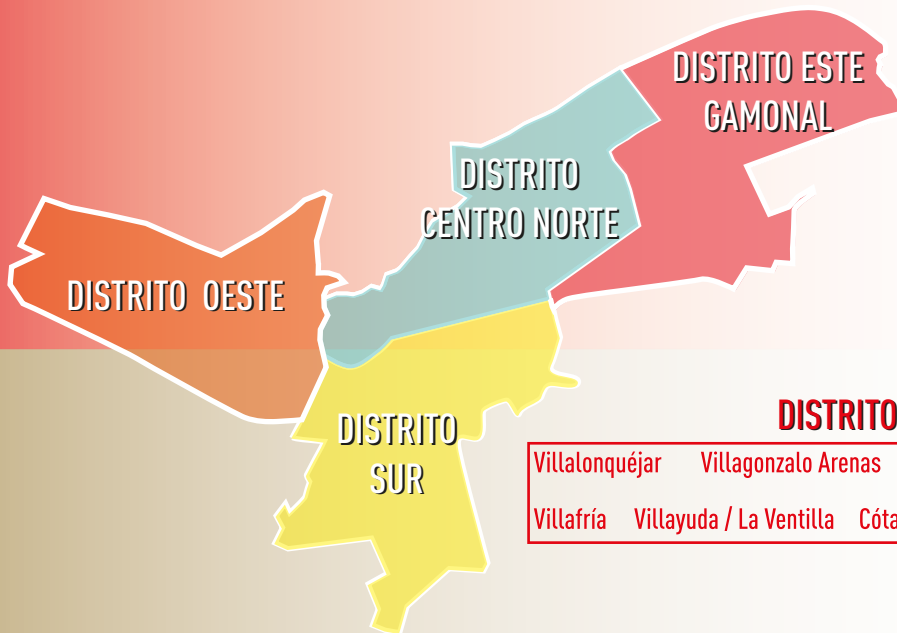 DISTRITO ESTE
GAMONAL
DISTRITO
CENTRO NORTE
DISTRITO OESTE
DISTRITO
SUR
DISTRITO
Villalonquéjar Villagonzalo Arenas
Villafría Villayuda / La Ventilla